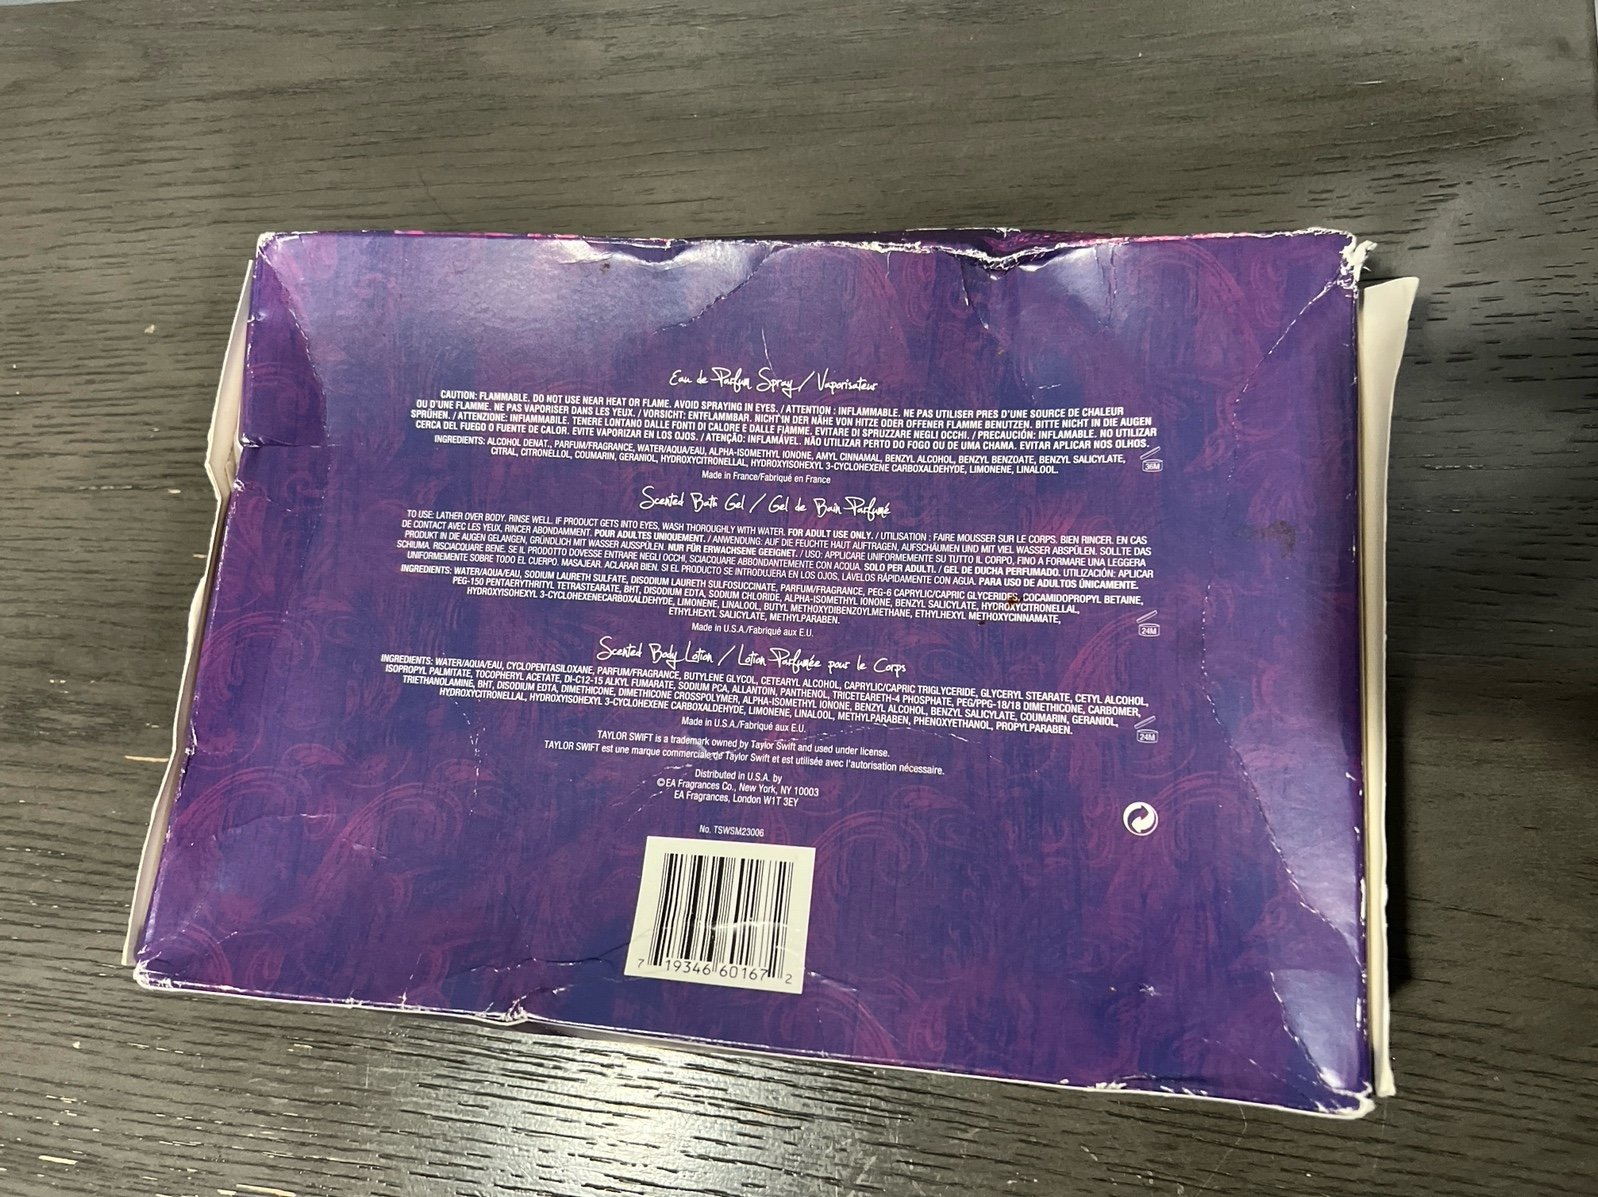 Eau de Parfum Spray / Vaporisateur
CAUTION: FLAMMABLE. DO NOT USE NEAR HEAT OR FLAME. AVOID SPRAYING IN EYES. / ATTENTION : INFLAMMABLE. NE PAS UTILISER PRES D'UNE SOURCE DE CHALEUR
OU D'UNE FLAMME. NE PAS VAPORISER DANS LES YEUX. / VORSICHT: ENTFLAMMBAR. NICHT IN DER NÄHE VON HITZE ODER OFFENER FLAMME BENUTZEN. BITTE NICHT IN DIE AUGEN
SPRÜHEN. / ATTENZIONE: INFIAMMABILE. TENERE LONTANO DALLE FONTI DI CALORE E DALLE FIAMME. EVITARE DI SPRUZZARE NEGLI OCCHI. / PRECAUCIÓN: INFLAMABLE. NO UTILIZAR
CERCA DEL FUEGO O FUENTE DE CALOR. EVITE VAPORIZAR EN LOS OJOS. / ATENÇÃO: INFLAMÁVEL. NÃO UTILIZAR PERTO DO FOGO OU DE UMA CHAMA. EVITAR APLICAR NOS OLHOS.
INGREDIENTS: ALCOHOL DENAT., PARFUM/FRAGRANCE, WATER/AQUA/EAU, ALPHA-ISOMETHYL IONONE, AMYL CINNAMAL, BENZYL ALCOHOL, BENZYL BENZOATE, BENZYL SALICYLATE,
CITRAL, CITRONELLOL, COUMARIN, GERANIOL, HYDROXYCITRONELLAL, HYDROXYISOHEXYL 3-CYCLOHEXENE CARBOXALDEHYDE, LIMONENE, LINALOOL.
36M
Made in France/Fabriqué en France
Scented Bath Gel / Gel de Bain Parfumé
TO USE: LATHER OVER BODY. RINSE WELL. IF PRODUCT GETS INTO EYES, WASH THOROUGHLY WITH WATER. FOR ADULT USE ONLY. / UTILISATION : FAIRE MOUSSER SUR LE CORPS. BIEN RINCER. EN CAS
DE CONTACT AVEC LES YEUX, RINCER ABONDAMMENT. POUR ADULTES UNIQUEMENT. / ANWENDUNG: AUF DIE FEUCHTE HAUT AUFTRAGEN, AUFSCHÄUMEN UND MIT VIEL WASSER ABSPÜLEN. SOLLTE DAS
PRODUKT IN DIE AUGEN GELANGEN, GRÜNDLICH MIT WASSER AUSSPÜLEN. NUR FÜR ERWACHSENE GEEIGNET. / USO: APPLICARE UNIFORMEMENTE SU TUTTO IL CORPO, FINO A FORMARE UNA LEGGERA
SCHIUMA. RISCIACQUARE BENE. SE IL PRODOTTO DOVESSE ENTRARE NEGLI OCCHI, SCIACQUARE ABBONDANTEMENTE CON ACQUA. SOLO PER ADULTI. / GEL DE DUCHA PERFUMADO. UTILIZACIÓN: APLICAR
UNIFORMEMENTE SOBRE TODO EL CUERPO. MASAJEAR. ACLARAR BIEN. SI EL PRODUCTO SE INTRODUJERA EN LOS OJOS, LÁVELOS RÁPIDAMENTE CON AGUA. PARA USO DE ADULTOS ÚNICAMENTE.
INGREDIENTS: WATER/AQUA/EAU, SODIUM LAURETH SULFATE, DISODIUM LAURETH SULFOSUCCINATE, PARFUM/FRAGRANCE, PEG-6 CAPRYLIC/CAPRIC GLYCERIDES, COCAMIDOPROPYL BETAINE,
PEG-150 PENTAERYTHRITYL TETRASTEARATE, BHT, DISODIUM EDTA, SODIUM CHLORIDE, ALPHA-ISOMETHYL IONONE, BENZYL SALICYLATE, HYDROXYCITRONELLAL,
HYDROXYISOHEXYL 3-CYCLOHEXENECARBOXALDEHYDE, LIMONENE, LINALOOL, BUTYL METHOXYDIBENZOYLMETHANE, ETHYLHEXYL METHOXYCINNAMATE,
ETHYLHEXYL SALICYLATE, METHYLPARABEN.
24M
Made in U.S.A./Fabriqué aux E.U.
Scented Body Lotion / Lotion Parfumée pour le Corps
INGREDIENTS: WATER/AQUA/EAU, CYCLOPENTASILOXANE, PARFUM/FRAGRANCE, BUTYLENE GLYCOL, CETEARYL ALCOHOL, CAPRYLIC/CAPRIC TRIGLYCERIDE, GLYCERYL STEARATE, CETYL ALCOHOL,
ISOPROPYL PALMITATE, TOCOPHERYL ACETATE, DI-C12-15 ALKYL FUMARATE, SODIUM PCA, ALLANTOIN, PANTHENOL, TRICETEARETH-4 PHOSPHATE, PEG/PPG-18/18 DIMETHICONE, CARBOMER,
TRIETHANOLAMINE, BHT, DISODIUM EDTA, DIMETHICONE, DIMETHICONE CROSSPOLYMER, ALPHA-ISOMETHYL IONONE, BENZYL ALCOHOL, BENZYL SALICYLATE, COUMARIN, GERANIOL,
HYDROXYCITRONELLAL, HYDROXYISOHEXYL 3-CYCLOHEXENE CARBOXALDEHYDE, LIMONENE, LINALOOL, METHYLPARABEN, PHENOXYETHANOL, PROPYLPARABEN.
24M
Made in U.S.A./Fabriqué aux E.U.
TAYLOR SWIFT is a trademark owned by Taylor Swift and used under license.
TAYLOR SWIFT est une marque commerciale de Taylor Swift et est utilisée avec l'autorisation nécessaire.
Distributed in U.S.A. by
© EA Fragrances Co., New York, NY 10003
EA Fragrances, London W1T 3EY
No. TSWSM23006
7 19346 60167 2